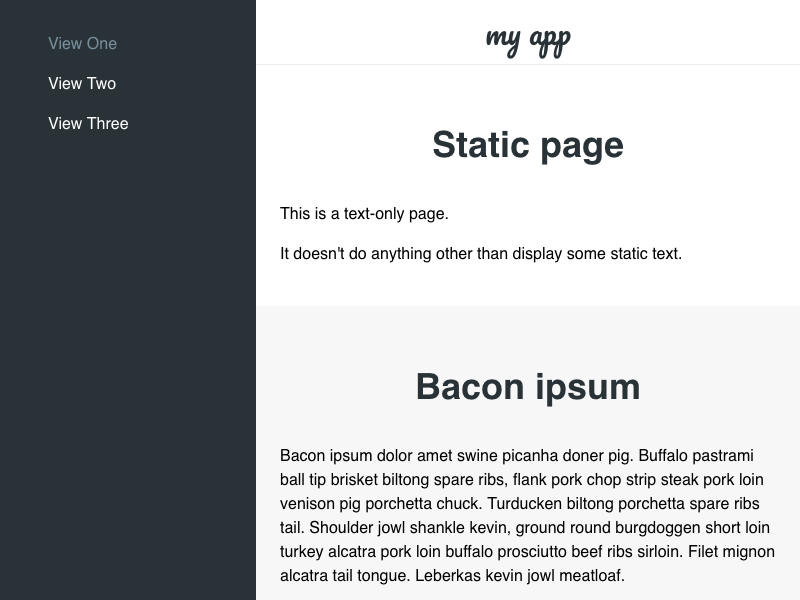 View One
View Two
View Three
my app
Static page
This is a text-only page.
It doesn't do anything other than display some static text.
Bacon ipsum
Bacon ipsum dolor amet swine picanha doner pig. Buffalo pastrami
ball tip brisket biltong spare ribs, flank pork chop strip steak pork loin
venison pig porchetta chuck. Turducken biltong porchetta spare ribs
tail. Shoulder jowl shankle kevin, ground round burgdoggen short loin
turkey alcatra pork loin buffalo prosciutto beef ribs sirloin. Filet mignon
alcatra tail tongue. Leberkas kevin jowl meatloaf.